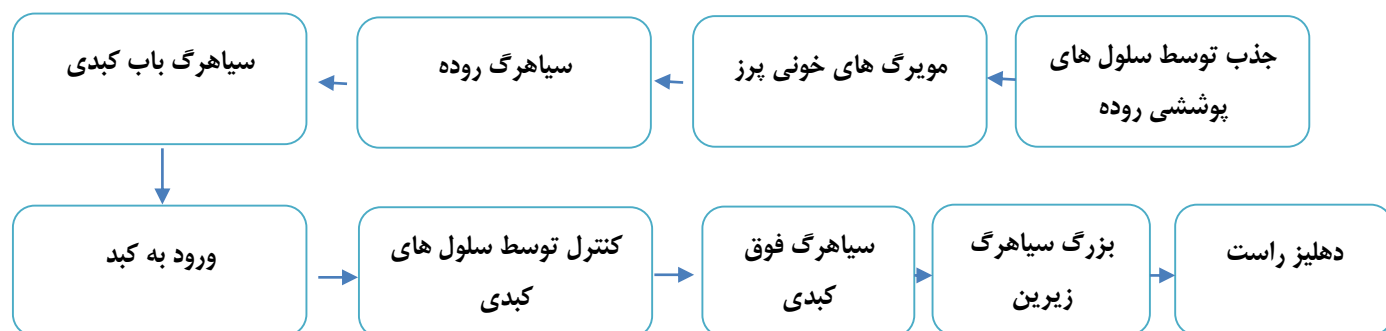 جذب توسط سلول های
پوششی روده
مویرگ های خونی پرز
سیاهرگ روده
سیاهرگ باب کبدی
ورود به کبد
کنترل توسط سلول های
کبدی
سیاهرگ فوق
کبدی
بزرگ سیاهرگ
زیرین
دهلیز راست